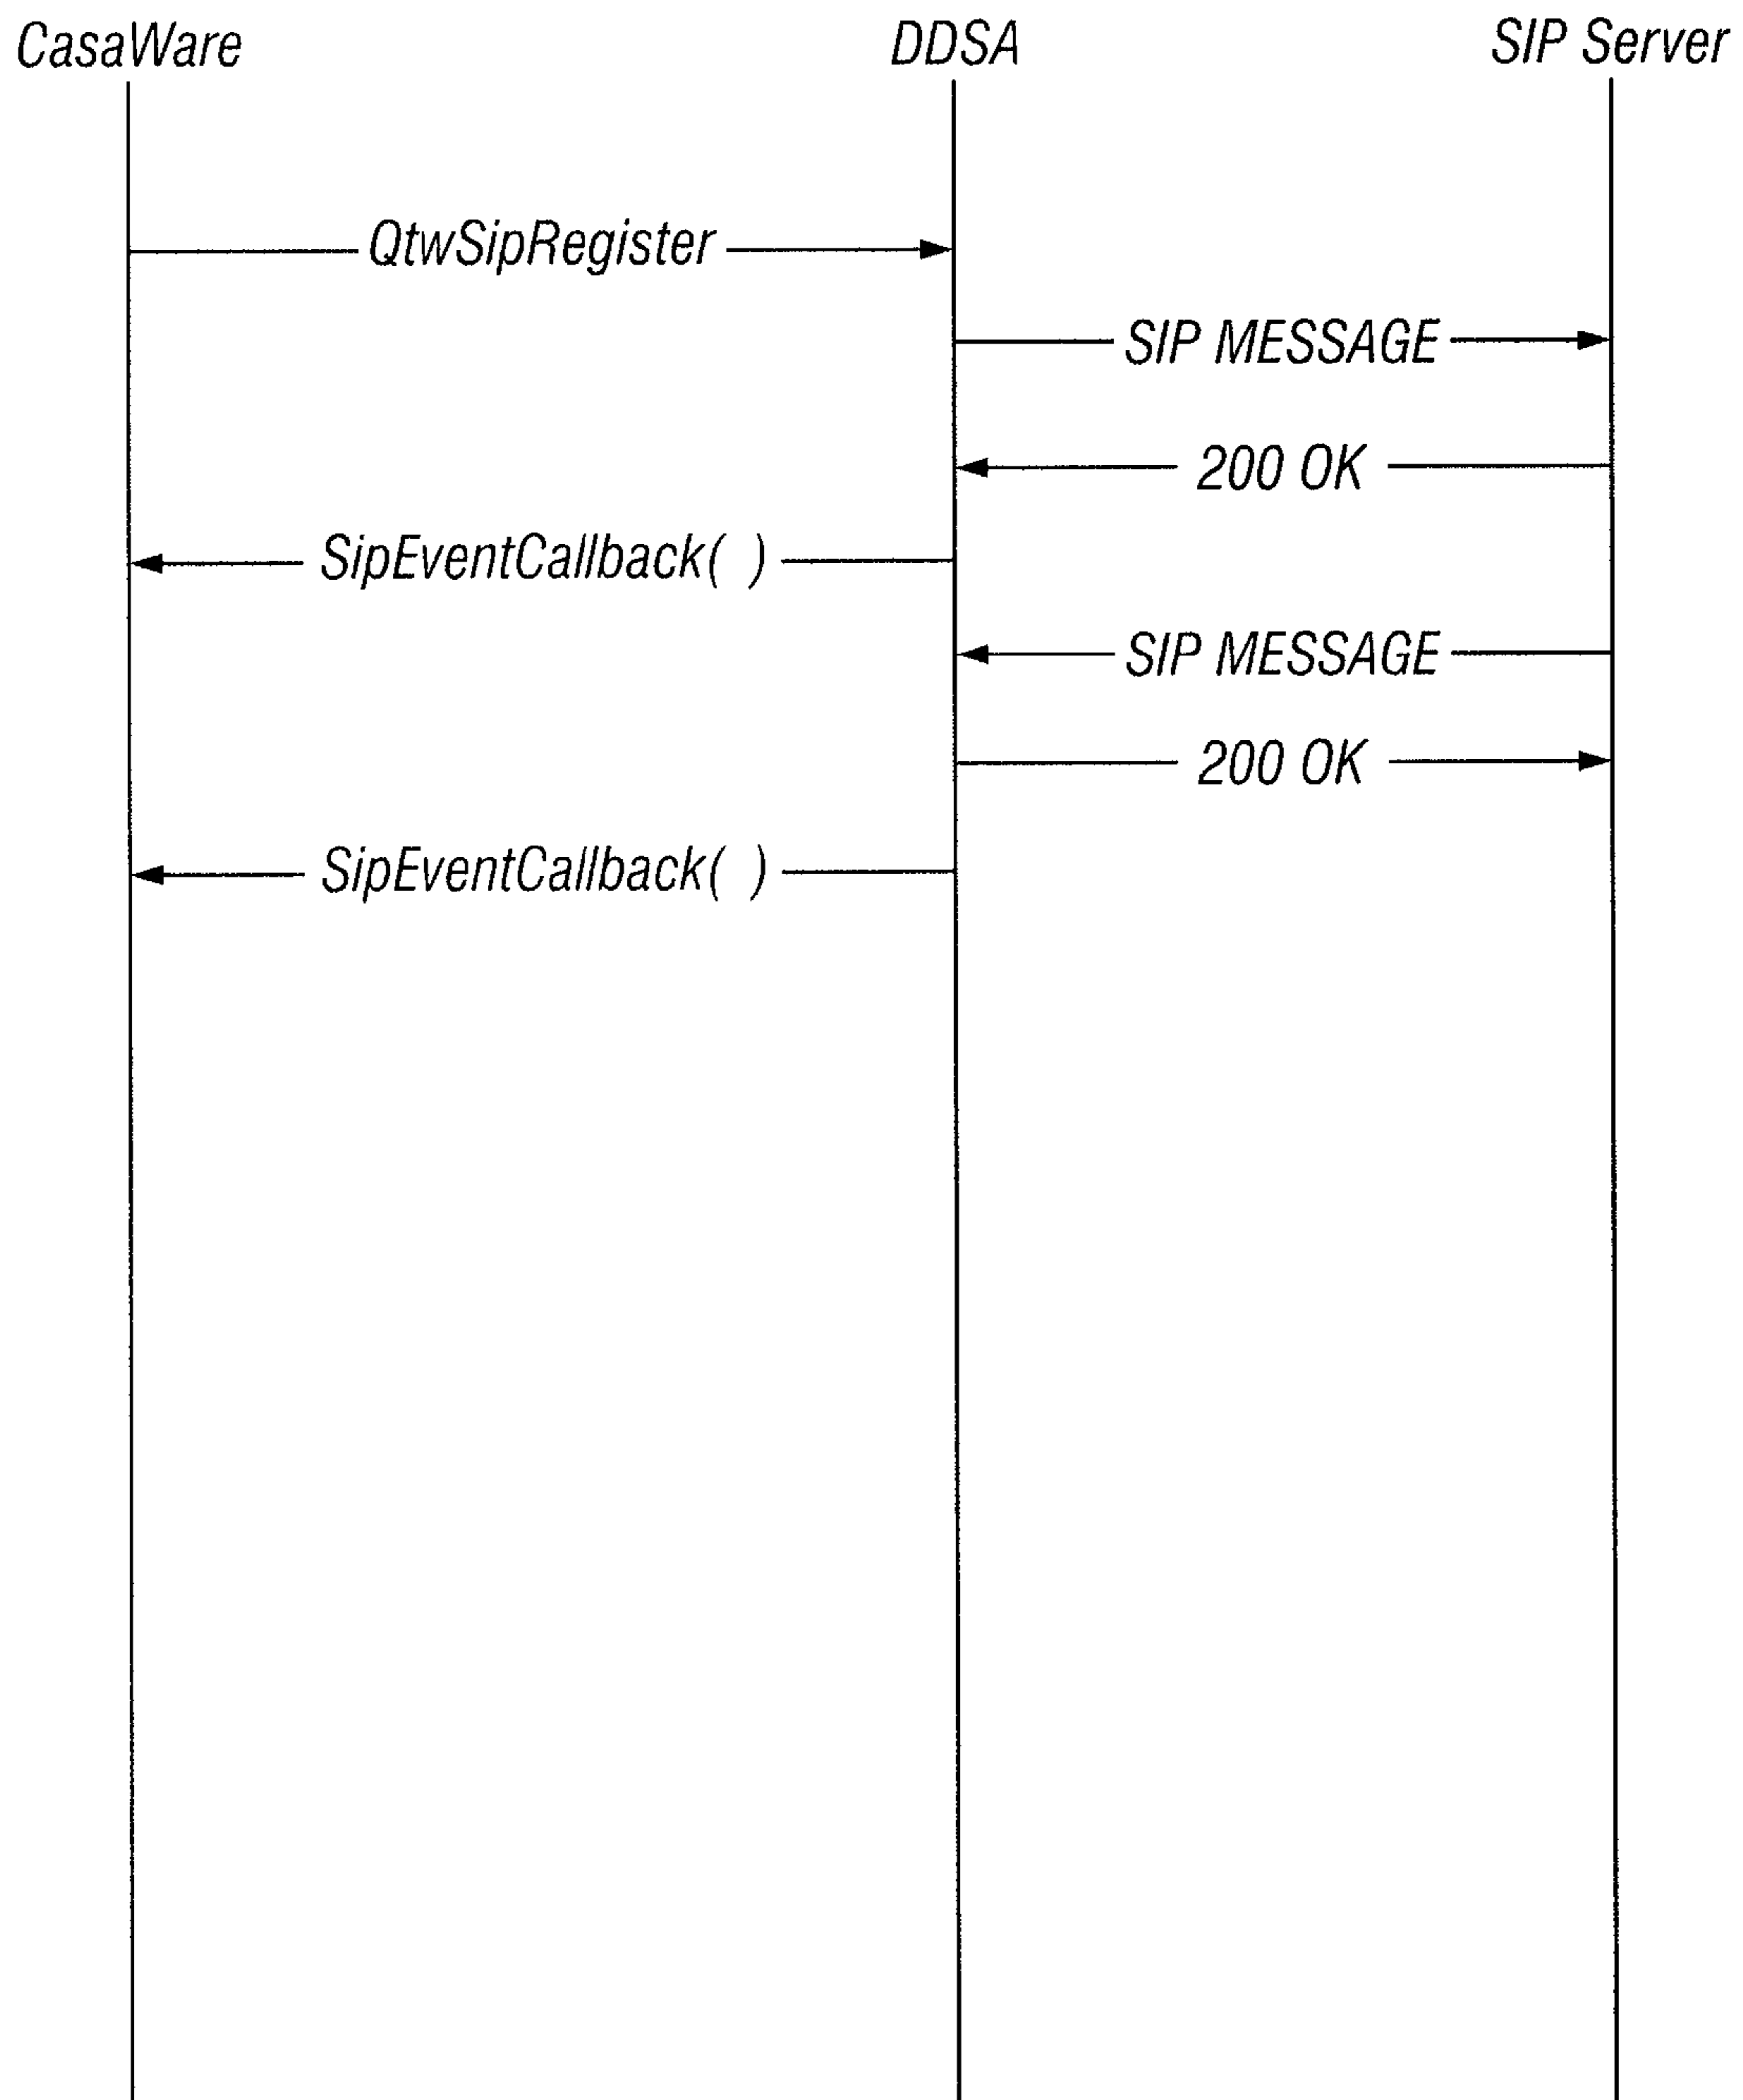 CasaWare DDSA SIP Server
QtwSipRegister
SIP MESSAGE
200 OK
SipEventCallback( )
SIP MESSAGE
200 OK
SipEventCallback( )